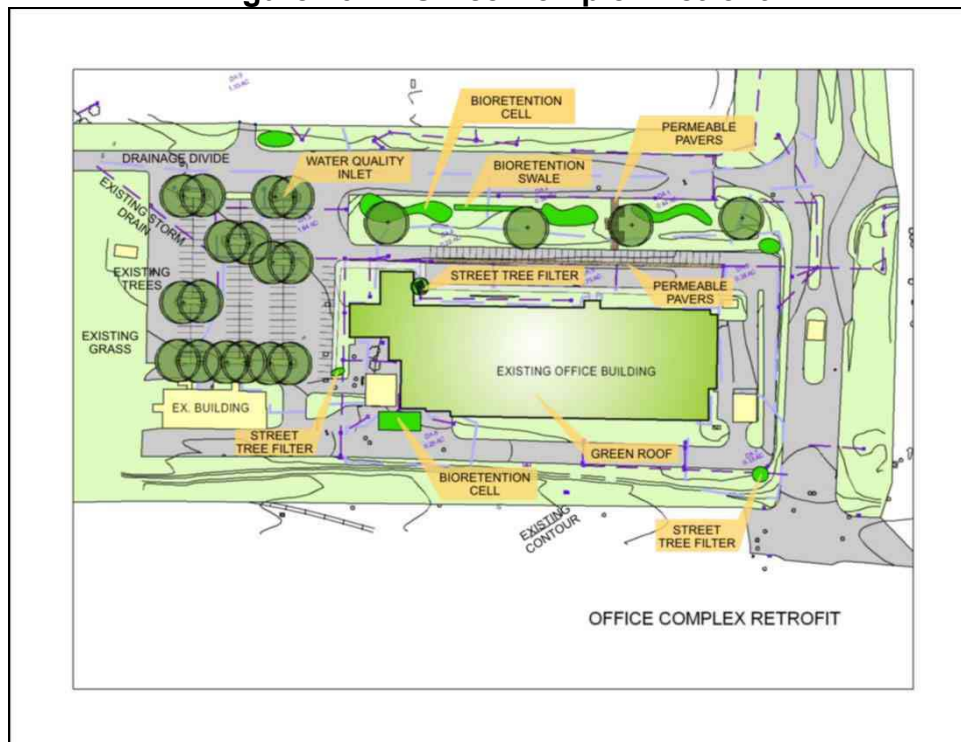 BIORETENTION
CELL
PERMEABLE
PAVERS
DRAINAGE DIVIDE
WATER QUALITY
INLET
BIORETENTION
SWALE
EXISTING STORM
DRAIN
EXISTING
TREES
STREET TREE FILTER
PERMEABLE
PAVERS
EXISTING
GRASS
EXISTING OFFICE BUILDING
EX. BUILDING
STREET
TREE FILTER
GREEN ROOF
BIORETENTION
CELL
EXISTING
CONTOUR
STREET
TREE FILTER
OFFICE COMPLEX RETROFIT